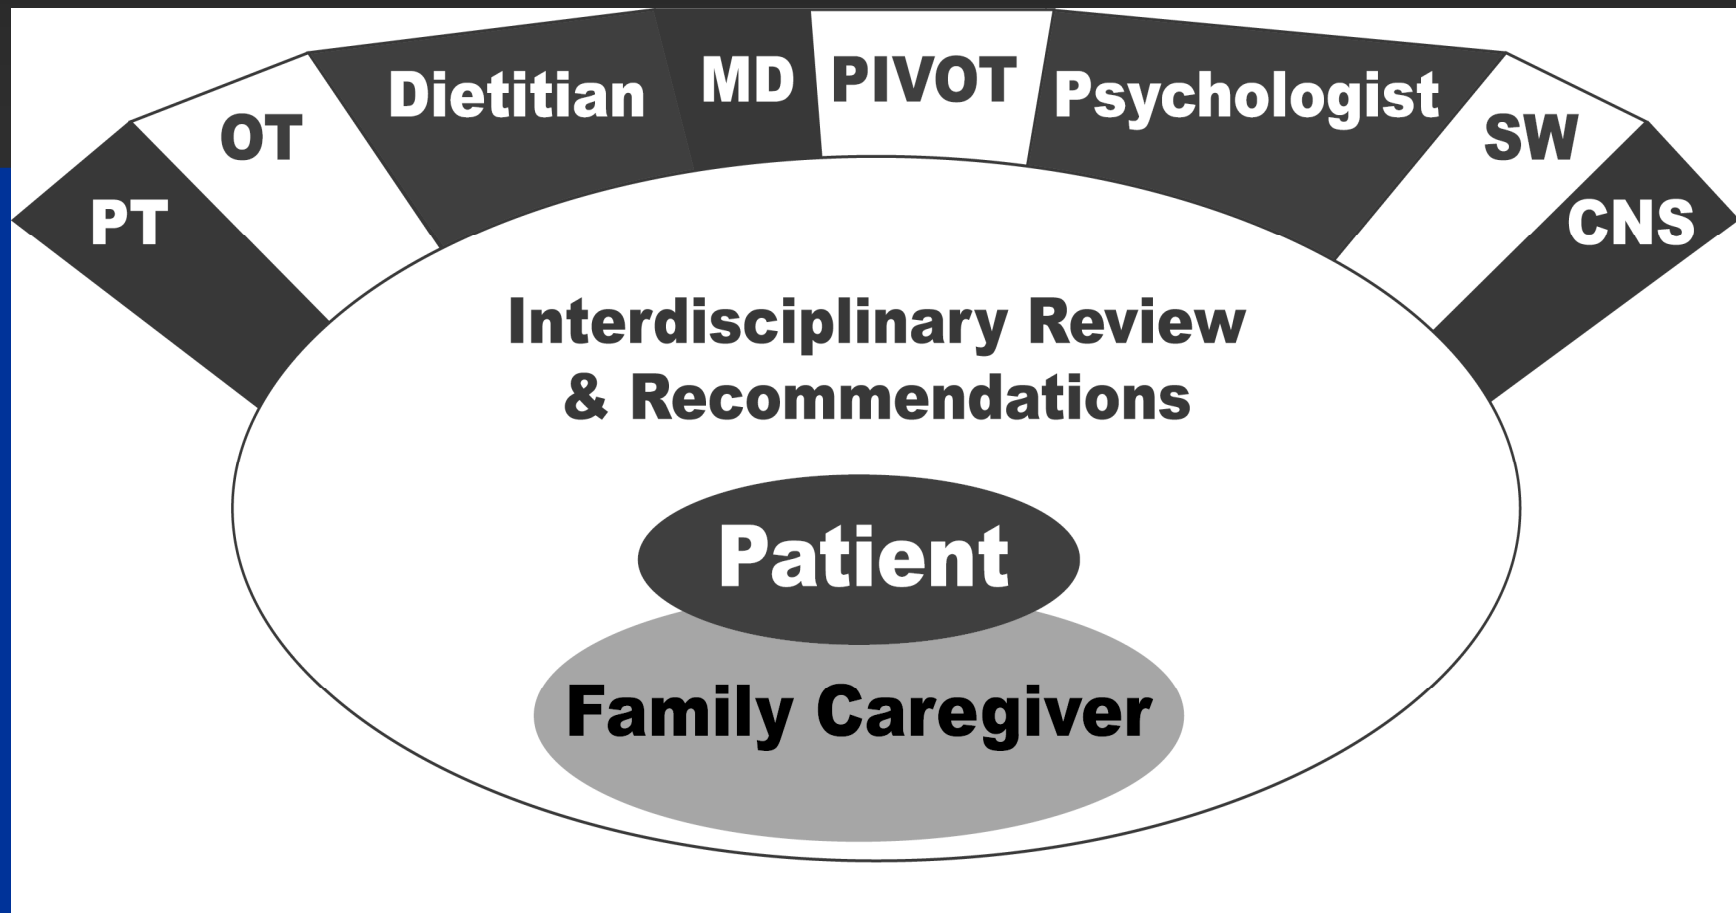 PT
OT
Dietitian
MD
PIVOT
Psychologist
SW
CNS
Interdisciplinary Review
& Recommendations
Patient
Family Caregiver